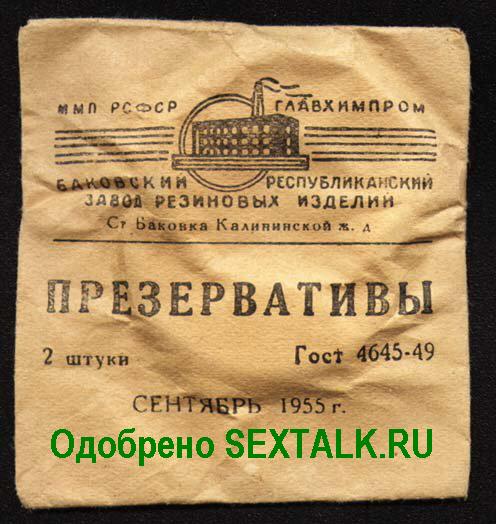 ММП РСФСР ГЛАВХИМПРОМ
БАКОВСКИЙ РЕСПУБЛИКАНСКИЙ
ЗАВОД РЕЗИНОВЫХ ИЗДЕЛИЙ
Ст Баковка Калининской ж. д
ПРЕЗЕРВАТИВЫ
2 штуки Гост 4645-49
СЕНТЯБРЬ 1955 г.
Одобрено SEXTALK.RU